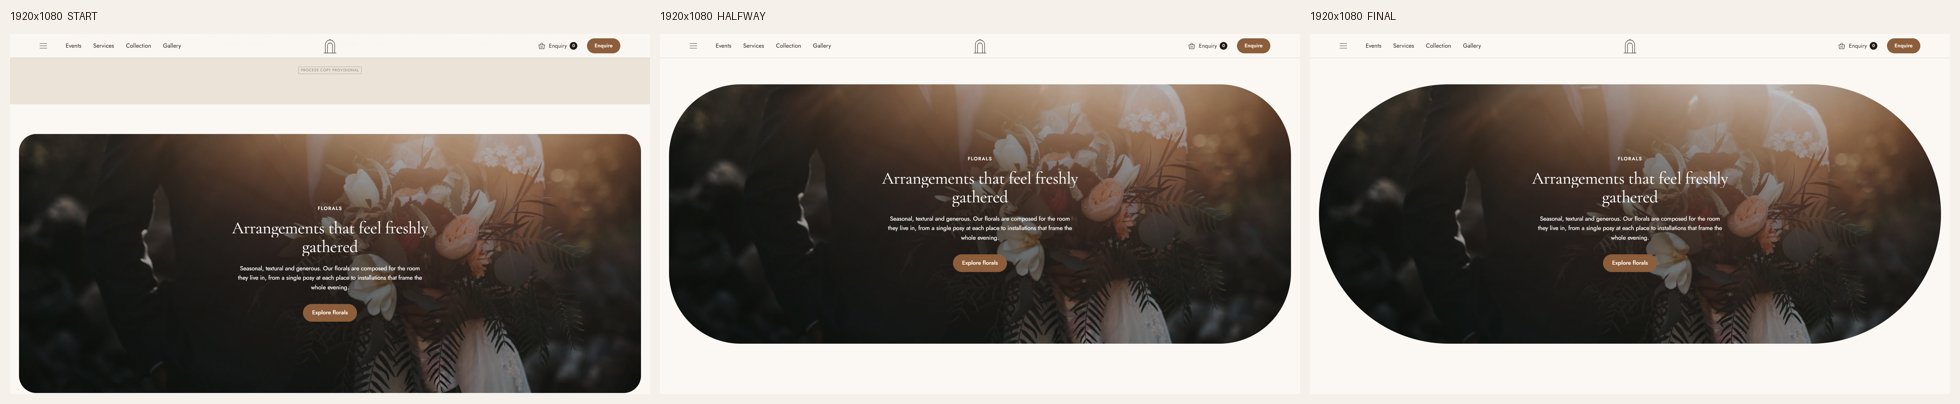 1920x1080 START
Events Services Collection Gallery
Enquiry 0 Enquire
PROCESS COPY PROVISIONAL
FLORALS
Arrangements that feel freshly
gathered
Seasonal, textural and generous. Our florals are composed for the room
they live in, from a single posy at each place to installations that frame the
whole evening.
Explore florals
1920x1080 HALFWAY
Events Services Collection Gallery
Enquiry 0 Enquire
FLORALS
Arrangements that feel freshly
gathered
Seasonal, textural and generous. Our florals are composed for the room
they live in, from a single posy at each place to installations that frame the
whole evening.
Explore florals
1920x1080 FINAL
Events Services Collection Gallery
Enquiry 0 Enquire
FLORALS
Arrangements that feel freshly
gathered
Seasonal, textural and generous. Our florals are composed for the room
they live in, from a single posy at each place to installations that frame the
whole evening.
Explore florals